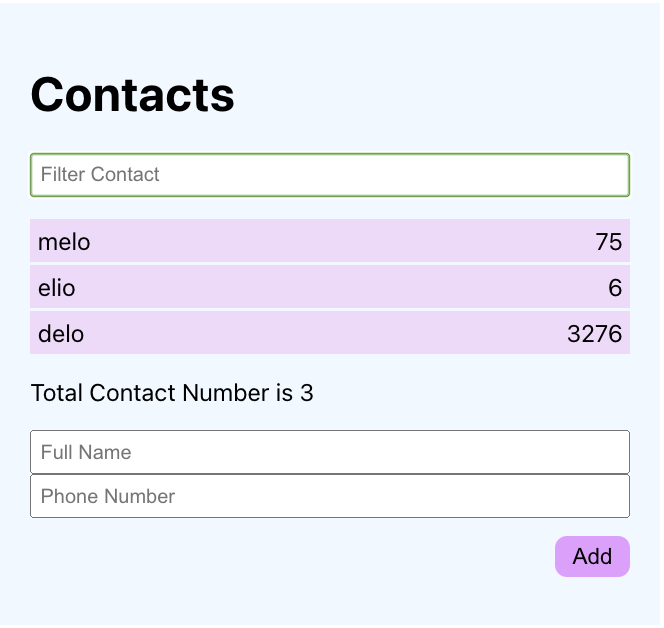 Contacts
Filter Contact
melo 75
elio 6
delo 3276
Total Contact Number is 3
Full Name
Phone Number
Add